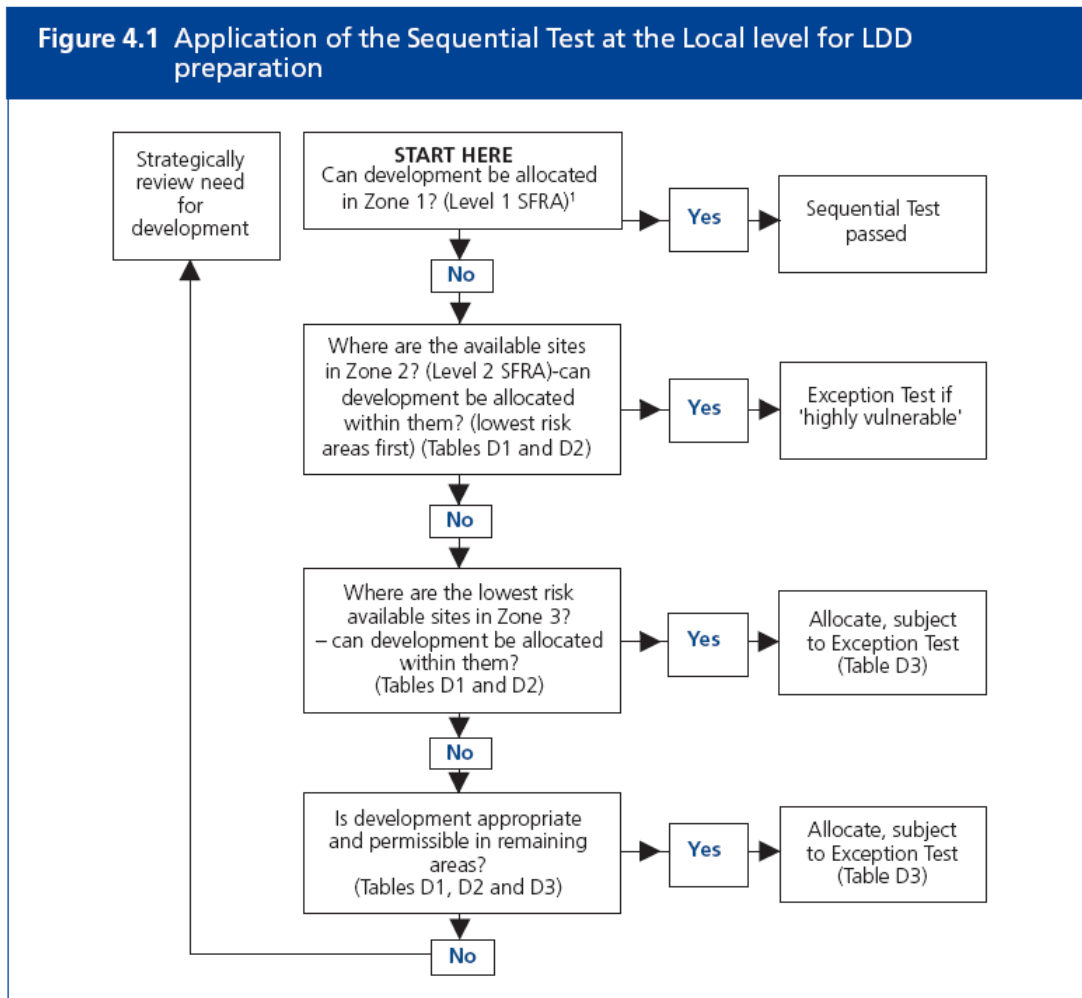 Figure 4.1 Application of the Sequential Test at the Local level for LDD
preparation
Strategically
review need
for
development
START HERE
Can development be allocated
in Zone 1? (Level 1 SFRA)¹
Yes
Sequential Test
passed
No
Where are the available sites
in Zone 2? (Level 2 SFRA)-can
development be allocated
within them? (lowest risk
areas first) (Tables D1 and D2)
Yes
Exception Test if
'highly vulnerable'
No
Where are the lowest risk
available sites in Zone 3?
– can development be allocated
within them?
(Tables D1 and D2)
Yes
Allocate, subject
to Exception Test
(Table D3)
No
Is development appropriate
and permissible in remaining
areas?
(Tables D1, D2 and D3)
Yes
Allocate, subject
to Exception Test
(Table D3)
No